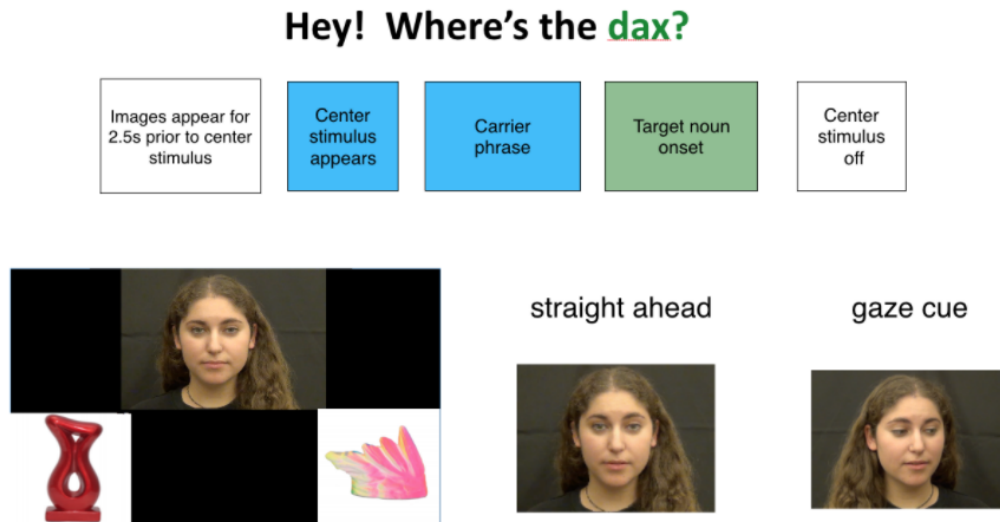 Hey! Where's the dax?
Images appear for
2.5s prior to center
stimulus
Center
stimulus
appears
Carrier
phrase
Target noun
onset
Center
stimulus
off
straight ahead
gaze cue